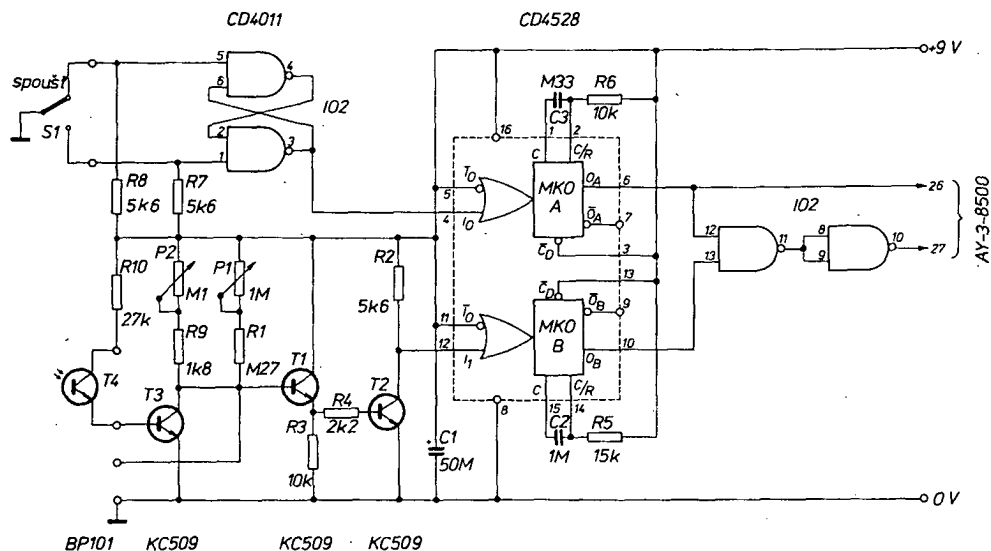 CD4011
CD4528
spoušť
S1
5
6
4
2
1
3
IO2
R8
5k6
R7
5k6
R10
27k
P2
M1
P1
1M
R9
1k8
R1
M27
T4
T3
T1
T2
R2
5k6
R4
2k2
R3
10k
C1
+
50M
M33
C3
R6
10k
16
1
2
C
C/R
T̄0
5
4
I0
MKO
A
OA
6
ŌA
7
C̄D
3
13
C̄D
T̄0
11
12
I1
MKO
B
ŌB
9
OB
10
C
C/R
15
14
8
C2
1M
R5
15k
+9 V
26
27
AY-3-8500
IO2
12
13
11
8
9
10
0 V
BP101
KC509
KC509
KC509